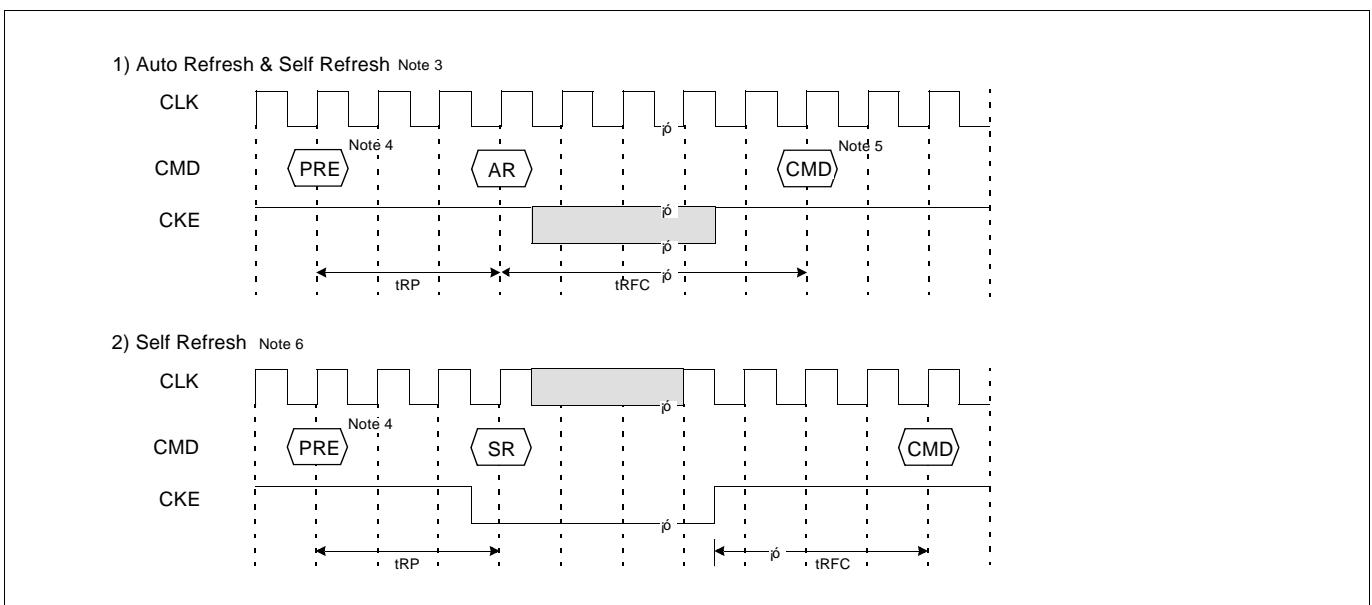 1) Auto Refresh & Self Refresh Note 3
CLK
¡ó
CMD
PRE
Note 4
AR
CMD
Note 5
CKE
¡ó
¡ó
¡ó
tRP
tRFC
2) Self Refresh Note 6
CLK
¡ó
CMD
PRE
Note 4
SR
CMD
CKE
¡ó
¡ó
tRP
tRFC